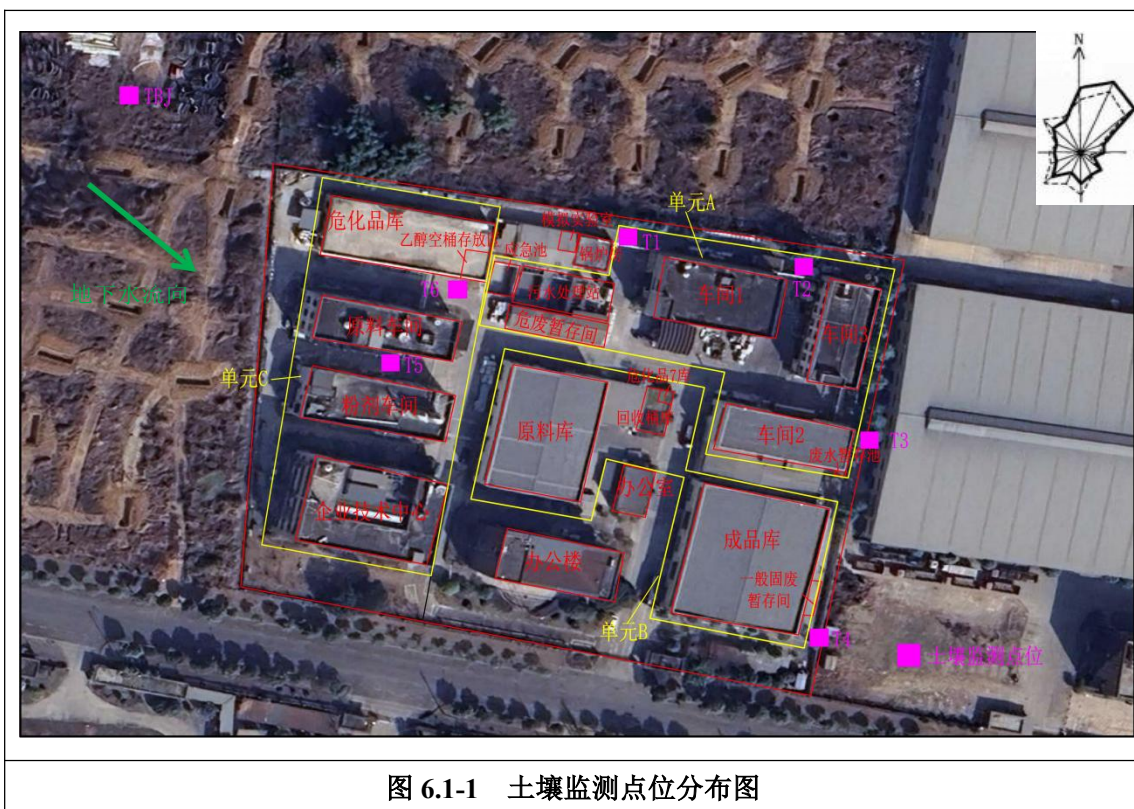 N
TBJ
单元A
危化品库
T1
乙醇空桶存放区
应急池
锅炉房
T2
地下水流向
T6
污水处理站
车间1
原料车间
危废暂存间
车间3
T5
单元C
危化品7库
粉剂车间
原料库
回收桶库
车间2
T3
办公室
企业技术中心
成品库
办公楼
一般固废
暂存间
单元B
T4
土壤监测点位
图 6.1-1 土壤监测点位分布图